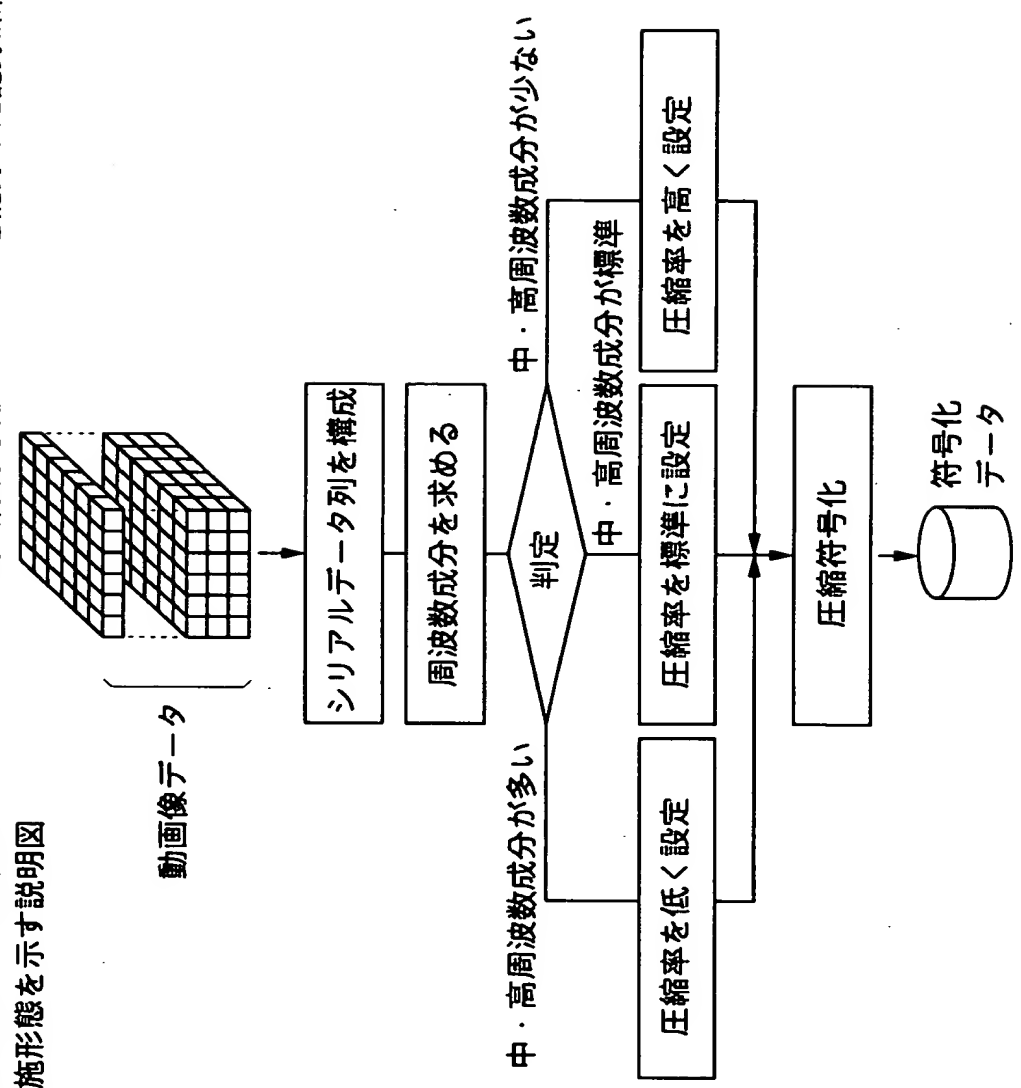 施形態を示す説明図
動画像データ
シリアルデータ列を構成
周波数成分を求める
判定
中・高周波数成分が多い
中・高周波数成分が標準
中・高周波数成分が少ない
圧縮率を低く設定
圧縮率を標準に設定
圧縮率を高く設定
圧縮符号化
符号化
データ